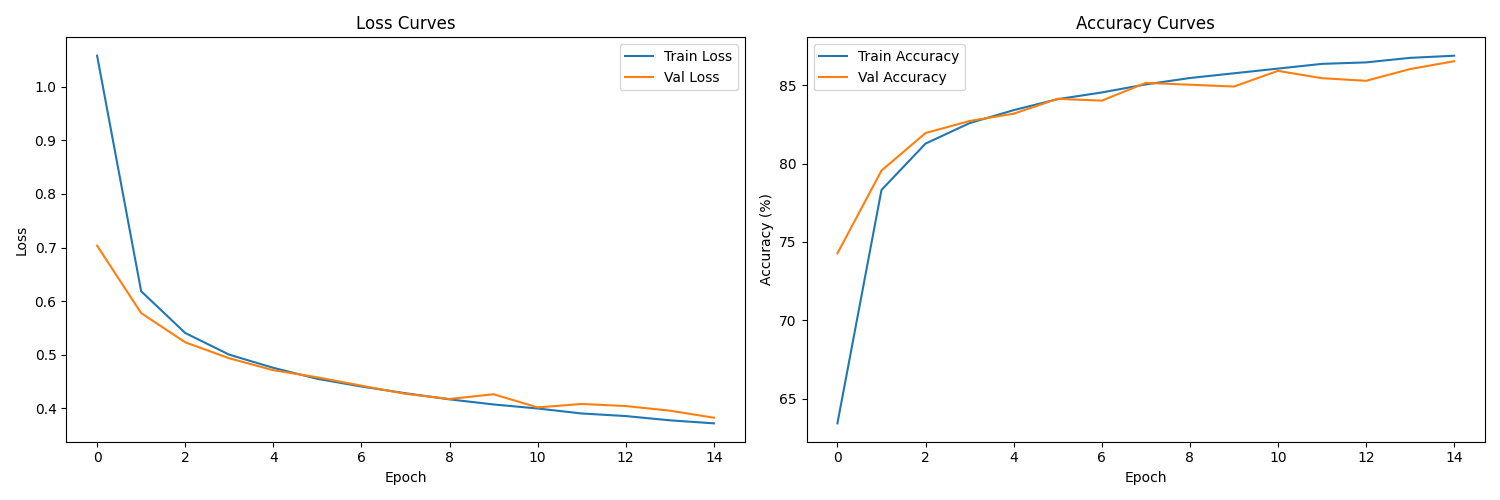 Loss Curves
Train Loss
Val Loss
1.0
0.9
0.8
0.7
0.6
0.5
0.4
Loss
0 2 4 6 8 10 12 14
Epoch
Accuracy Curves
Train Accuracy
Val Accuracy
85
80
75
70
65
Accuracy (%)
0 2 4 6 8 10 12 14
Epoch